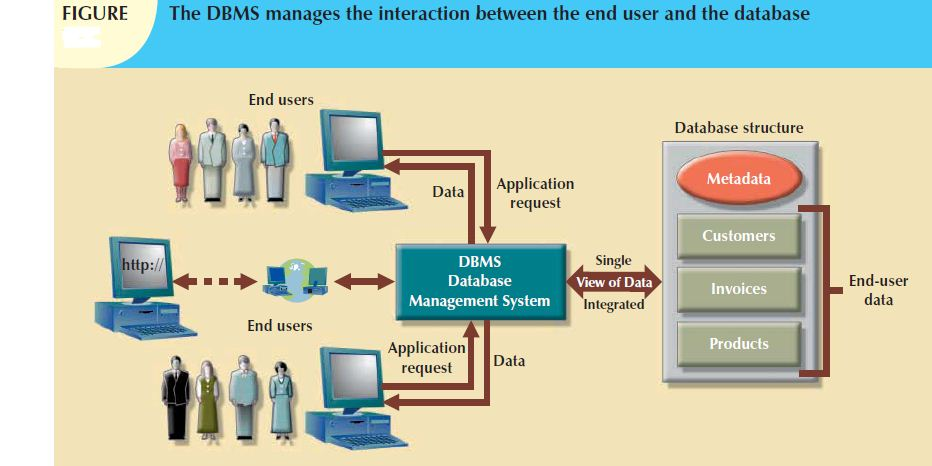 FIGURE
The DBMS manages the interaction between the end user and the database
End users
Database structure
Metadata
Data
Application
request
Customers
http://
DBMS
Database
Management System
Single
View of Data
Integrated
Invoices
End-user
data
End users
Application
request
Data
Products